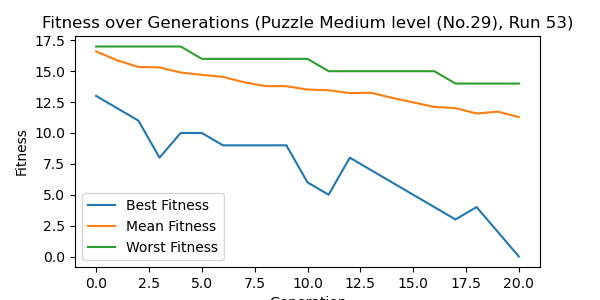 Fitness over Generations (Puzzle Medium level (No.29), Run 53)
17.5
15.0
12.5
10.0
7.5
5.0
2.5
0.0
Fitness
Best Fitness
Mean Fitness
Worst Fitness
0.0 2.5 5.0 7.5 10.0 12.5 15.0 17.5 20.0
Generation